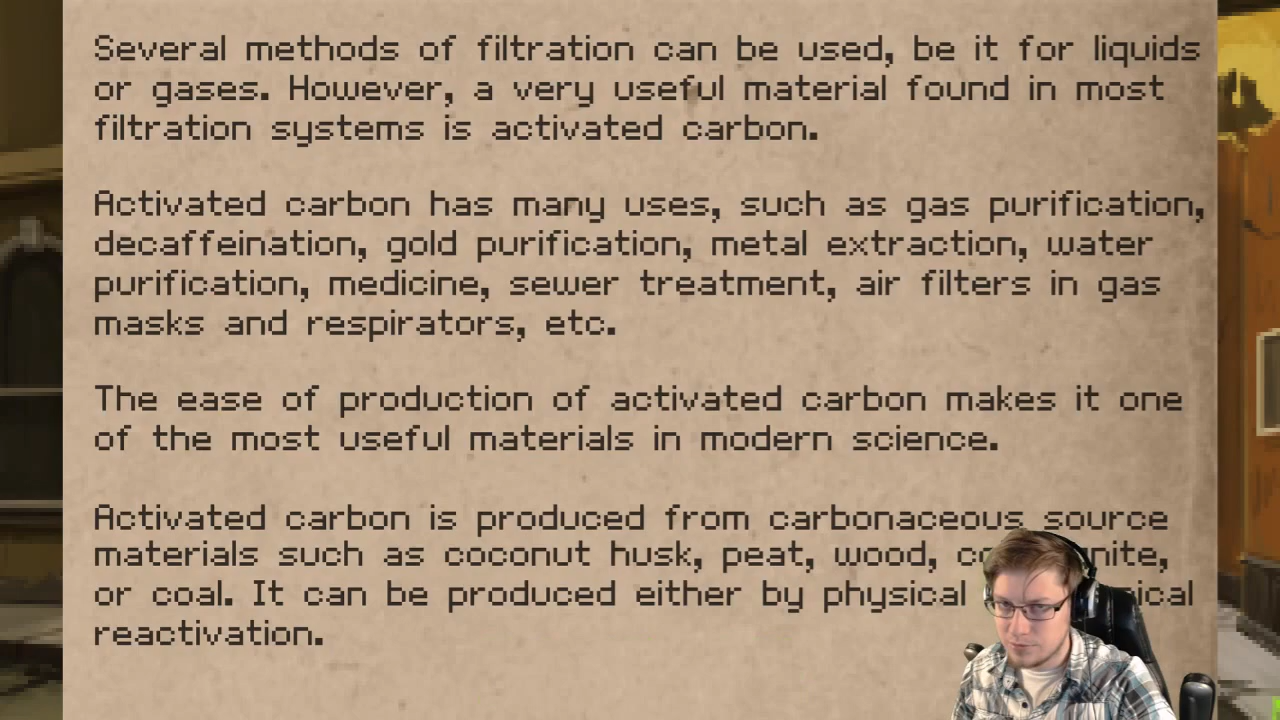 Several methods of filtration can be used, be it for liquids
or gases. However, a very useful material found in most
filtration systems is activated carbon.
Activated carbon has many uses, such as gas purification,
decaffeination, gold purification, metal extraction, water
purification, medicine, sewer treatment, air filters in gas
masks and respirators, etc.
The ease of production of activated carbon makes it one
of the most useful materials in modern science.
Activated carbon is produced from carbonaceous source
materials such as coconut husk, peat, wood,
or coal. It can be produced either by physical
reactivation.